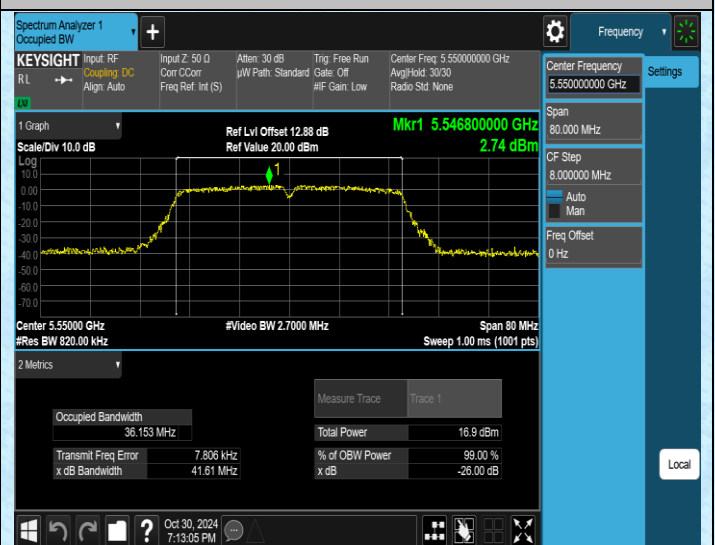 Spectrum Analyzer 1
Occupied BW
Frequency
KEYSIGHT
RL
LXI
Input: RF
Coupling: DC
Align: Auto
Input Z: 50 Ω
Corr CCorr
Freq Ref: Int (S)
Atten: 30 dB
µW Path: Standard
Trig: Free Run
Gate: Off
#IF Gain: Low
Center Freq: 5.550000000 GHz
Avg|Hold: 30/30
Radio Std: None
Center Frequency
5.550000000 GHz
Settings
Span
80.000 MHz
CF Step
8.000000 MHz
Auto
Man
Freq Offset
0 Hz
1 Graph
Scale/Div 10.0 dB
Ref Lvl Offset 12.88 dB
Ref Value 20.00 dBm
Mkr1 5.546800000 GHz
2.74 dBm
Log
10.0
0.00
-10.0
-20.0
-30.0
-40.0
-50.0
-60.0
-70.0
1
Center 5.55000 GHz
#Res BW 820.00 kHz
#Video BW 2.7000 MHz
Span 80 MHz
Sweep 1.00 ms (1001 pts)
2 Metrics
Measure Trace Trace 1
Occupied Bandwidth
36.153 MHz
Total Power 16.9 dBm
Transmit Freq Error 7.806 kHz
% of OBW Power 99.00 %
x dB Bandwidth 41.61 MHz
x dB -26.00 dB
Local
?
Oct 30, 2024
7:13:05 PM